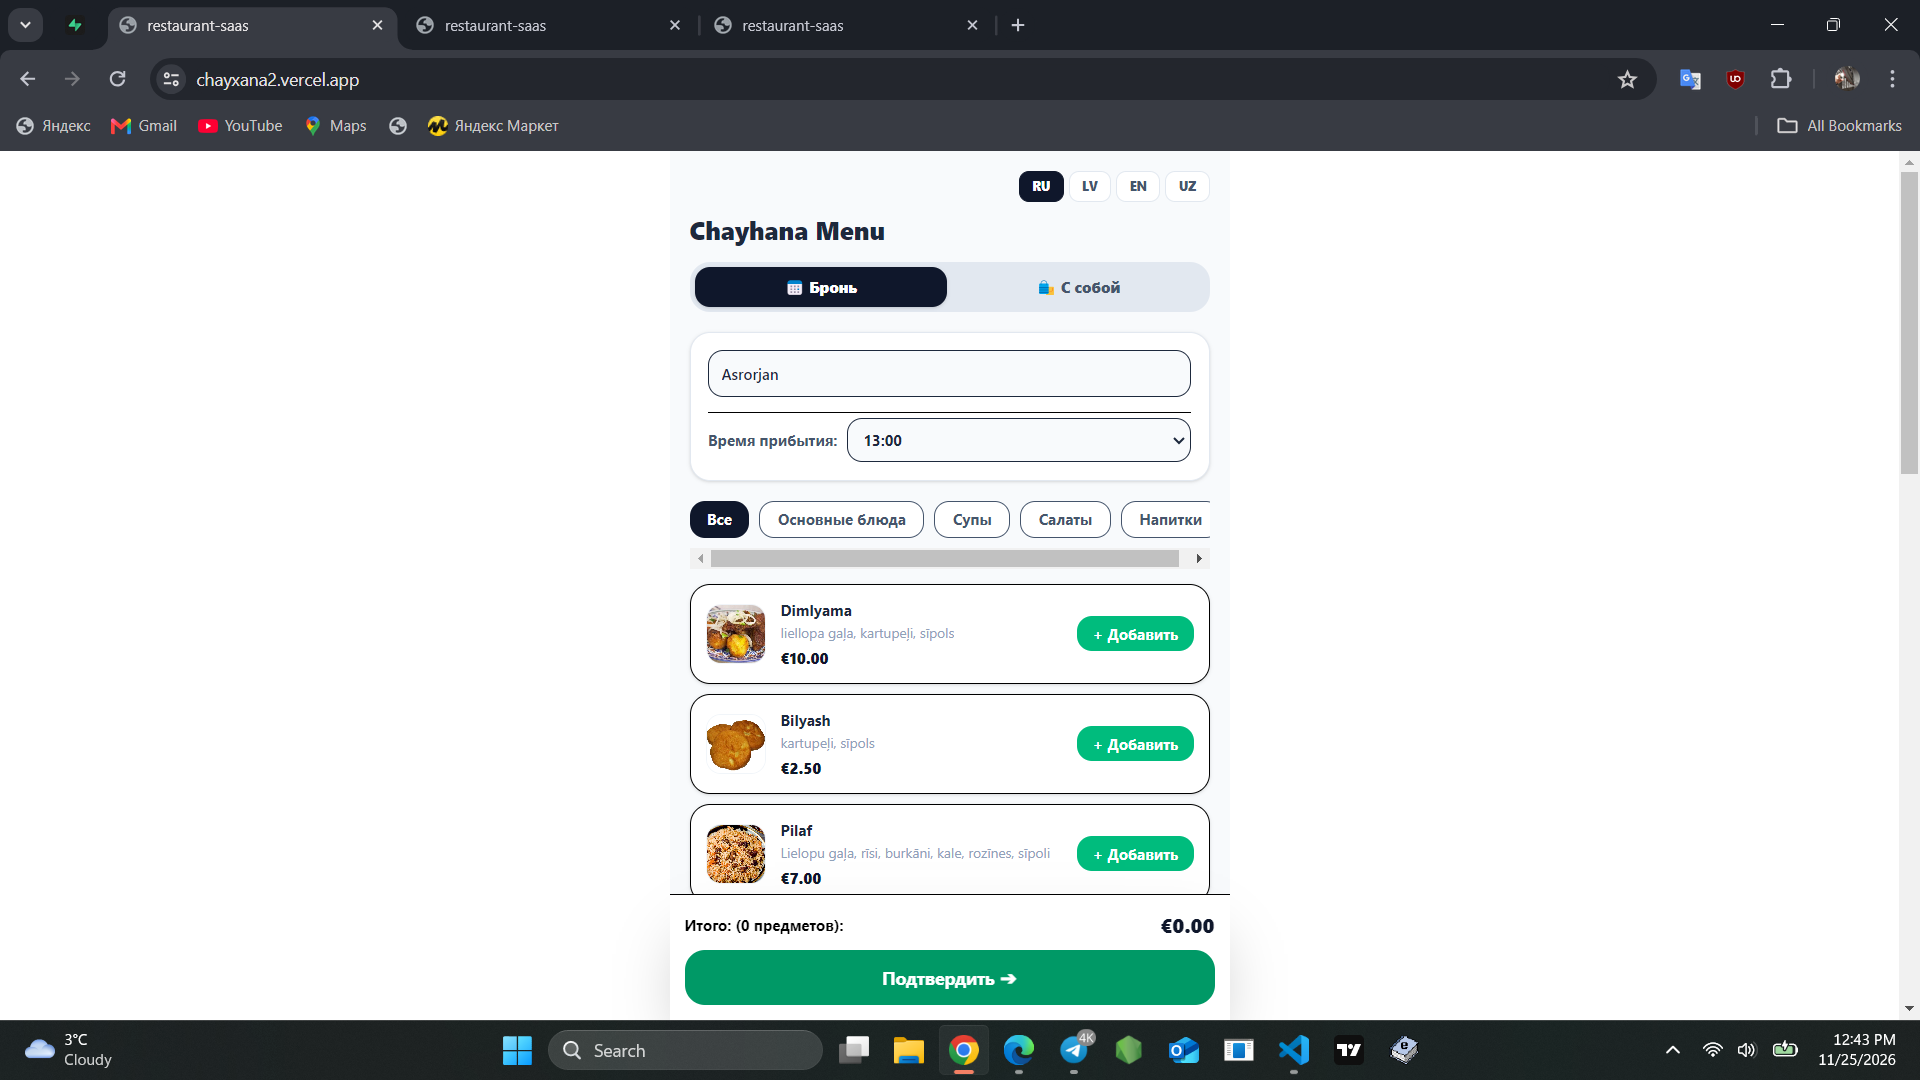 restaurant-saas
restaurant-saas
restaurant-saas
chayxana2.vercel.app
Яндекс
Gmail
YouTube
Maps
Яндекс Маркет
All Bookmarks
RU
LV
EN
UZ
Chayhana Menu
Бронь
С собой
Asrorjan
Время прибытия:
13:00
Все
Основные блюда
Супы
Салаты
Напитки
Dimlyama
liellopa gaļa, kartupeļi, sīpols
€10.00
+ Добавить
Bilyash
kartupeļi, sīpols
€2.50
+ Добавить
Pilaf
Lielopu gaļa, rīsi, burkāni, kale, rozīnes, sīpoli
€7.00
+ Добавить
Итого: (0 предметов):
€0.00
Подтвердить ➔
3°C
Cloudy
Search
4K
12:43 PM
11/25/2026